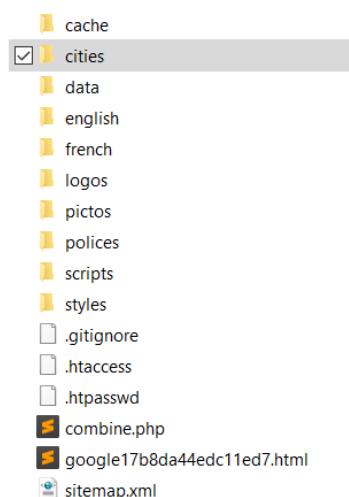 cache
cities
data
english
french
logos
pictos
polices
scripts
styles
.gitignore
.htaccess
.htpasswd
combine.php
google17b8da44edc11ed7.html
sitemap.xml